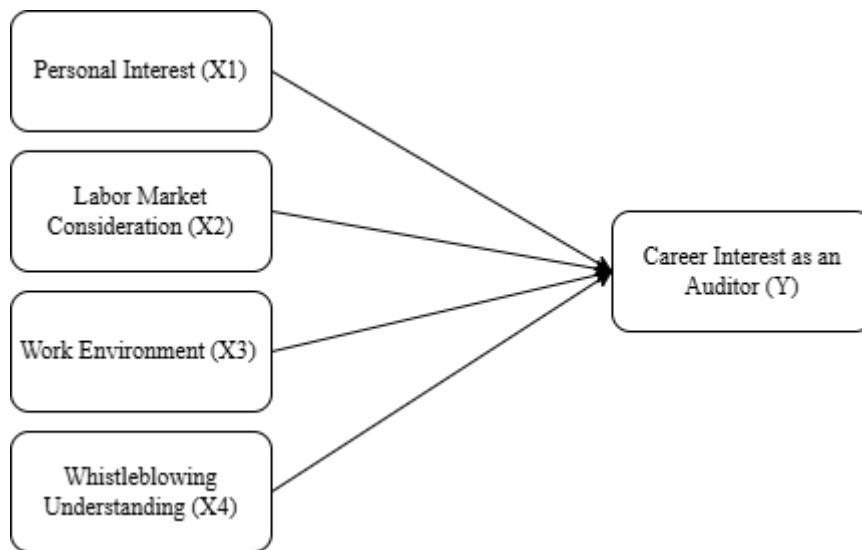 Personal Interest (X1)
Labor Market
Consideration (X2)
Work Environment (X3)
Whistleblowing
Understanding (X4)
Career Interest as an
Auditor (Y)